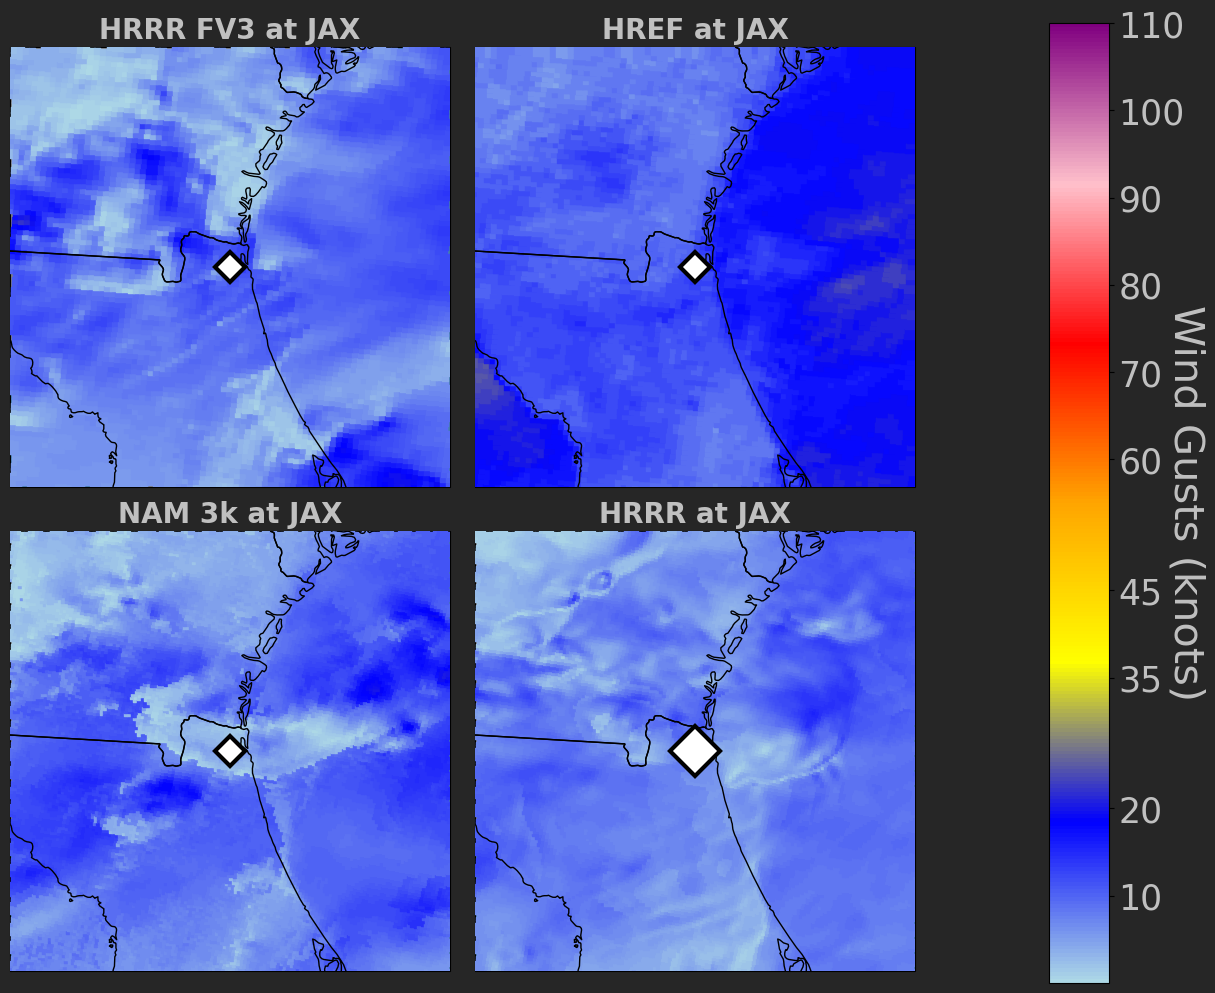 HRRR FV3 at JAX
HREF at JAX
NAM 3k at JAX
HRRR at JAX
110
100
90
80
70
60
45
35
20
10
Wind Gusts (knots)